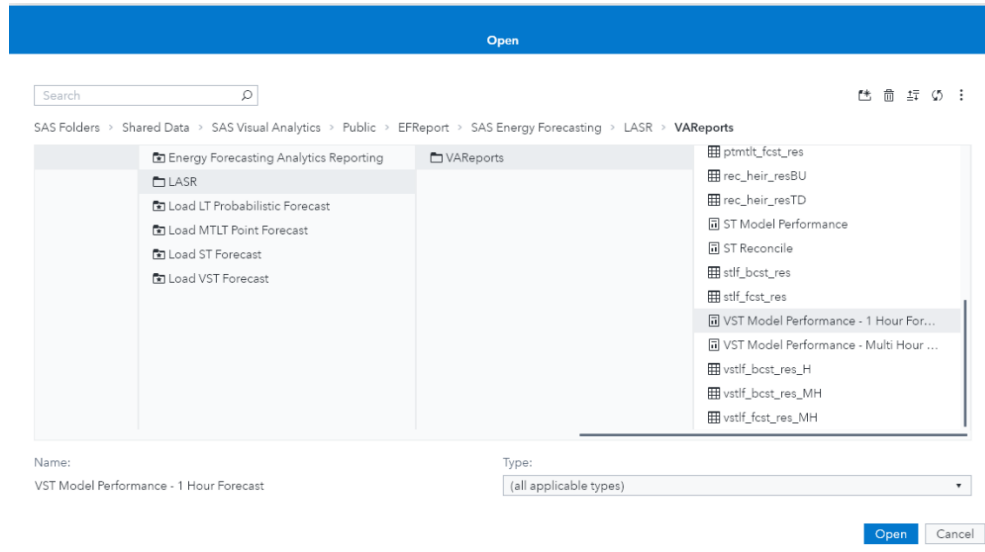 Open
Search
SAS Folders > Shared Data > SAS Visual Analytics > Public > EFReport > SAS Energy Forecasting > LASR > VAReports
Energy Forecasting Analytics Reporting
LASR
Load LT Probabilistic Forecast
Load MTLT Point Forecast
Load ST Forecast
Load VST Forecast
VAReports
ptmtlt_fcst_res
rec_heir_resBU
rec_heir_resTD
ST Model Performance
ST Reconcile
stlf_bcst_res
stlf_fcst_res
VST Model Performance - 1 Hour For...
VST Model Performance - Multi Hour ...
vstlf_bcst_res_H
vstlf_bcst_res_MH
vstlf_fcst_res_MH
Name:
VST Model Performance - 1 Hour Forecast
Type:
(all applicable types)
Open
Cancel